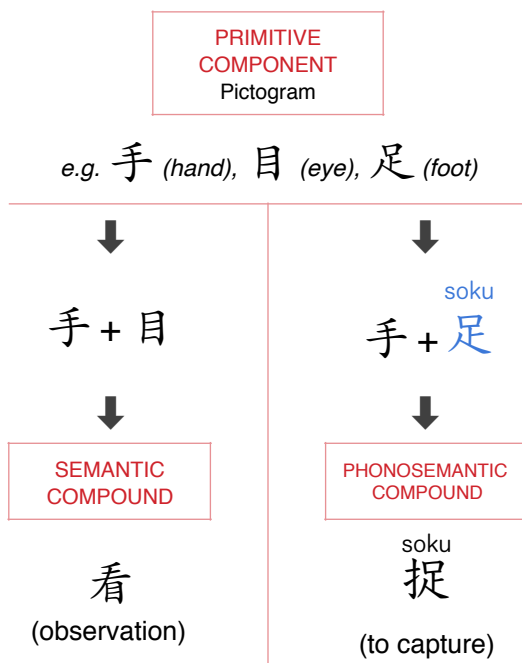 PRIMITIVE
COMPONENT
Pictogram
e.g. 手 (hand), 目 (eye), 足 (foot)
手 + 目
SEMANTIC
COMPOUND
看
(observation)
soku
手 + 足
PHONOSEMANTIC
COMPOUND
soku
捉
(to capture)